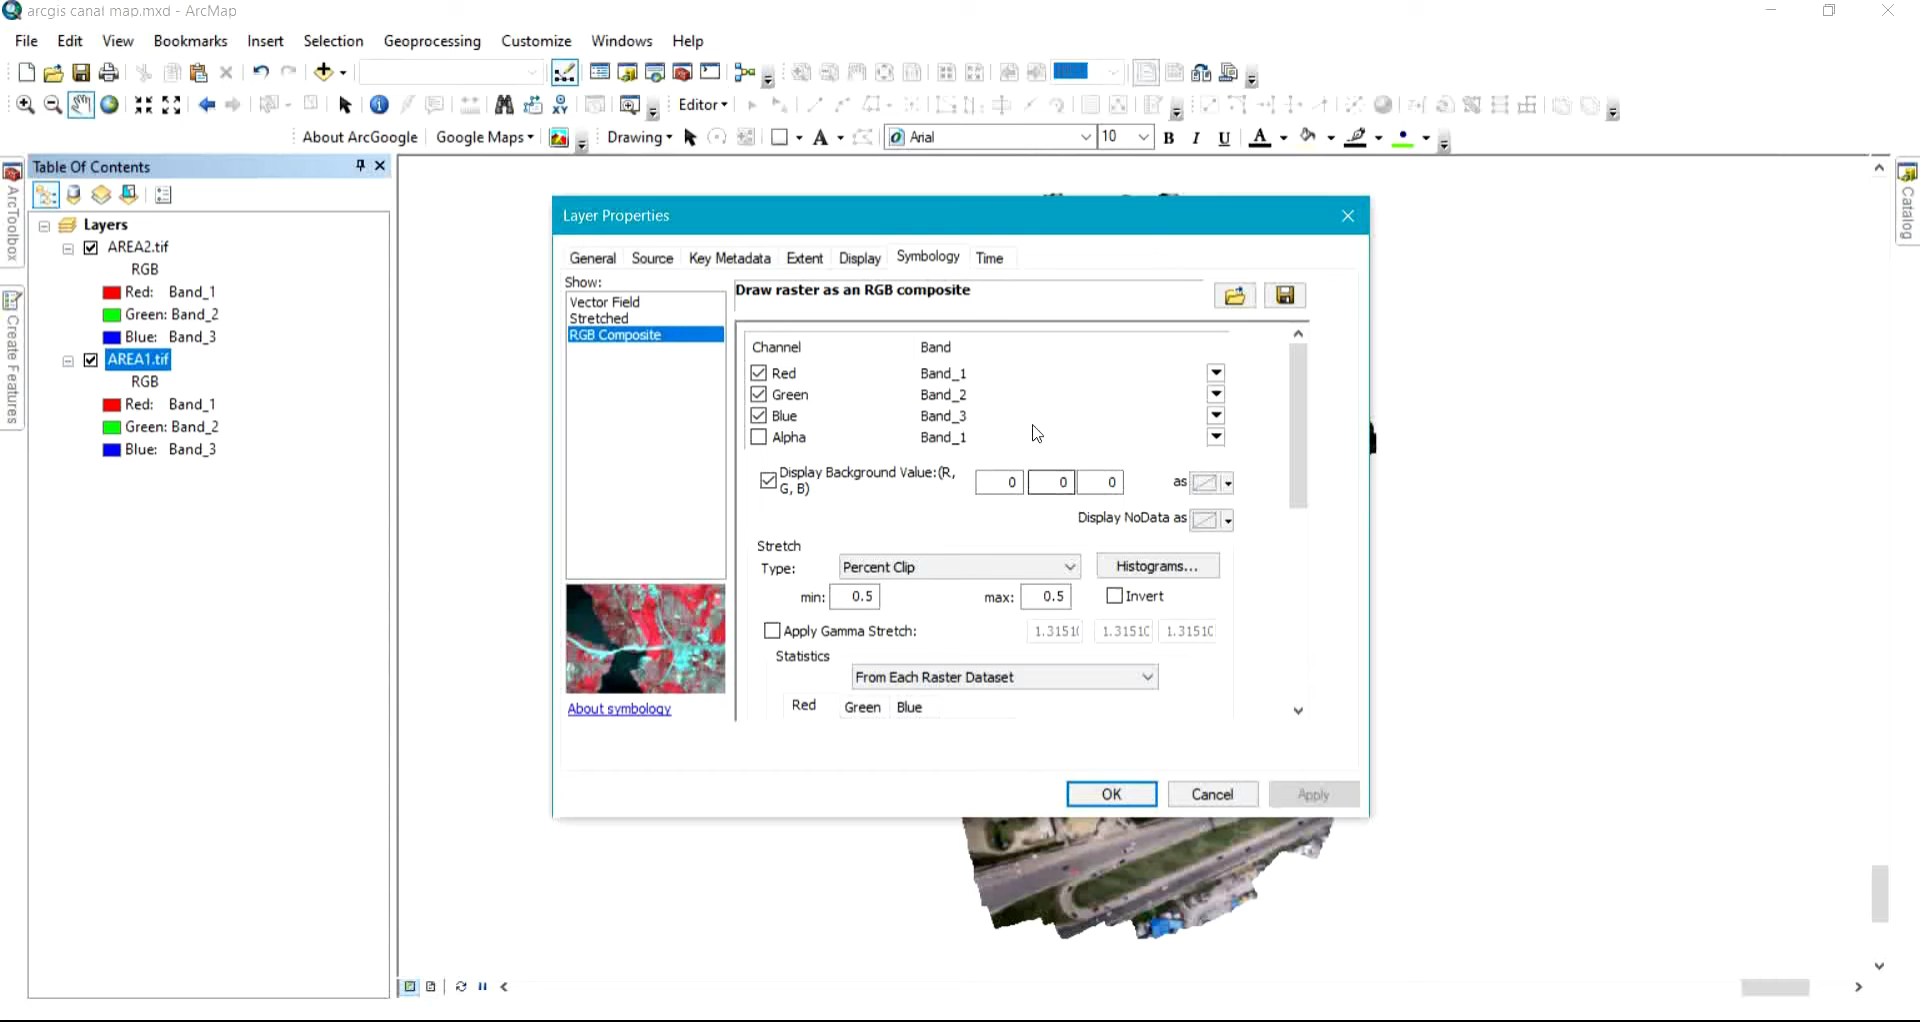 arcgis canal map.mxd - ArcMap
File Edit View Bookmarks Insert Selection Geoprocessing Customize Windows Help
Editor
About ArcGoogle Google Maps Drawing A Arial 10 B I U A
Table Of Contents
ArcToolbox
Create Features
Catalog
Layers
AREA2.tif
RGB
Red: Band_1
Green: Band_2
Blue: Band_3
AREA1.tif
RGB
Red: Band_1
Green: Band_2
Blue: Band_3
Layer Properties
General Source Key Metadata Extent Display Symbology Time
Show:
Vector Field
Stretched
RGB Composite
About symbology
Draw raster as an RGB composite
Channel Band
Red Band_1
Green Band_2
Blue Band_3
Alpha Band_1
Display Background Value:(R, G, B) 0 0 0 as
Display NoData as
Stretch
Type: Percent Clip Histograms...
min: 0.5 max: 0.5 Invert
Apply Gamma Stretch: 1.3151( 1.3151( 1.3151(
Statistics
From Each Raster Dataset
Red Green Blue
OK Cancel Apply